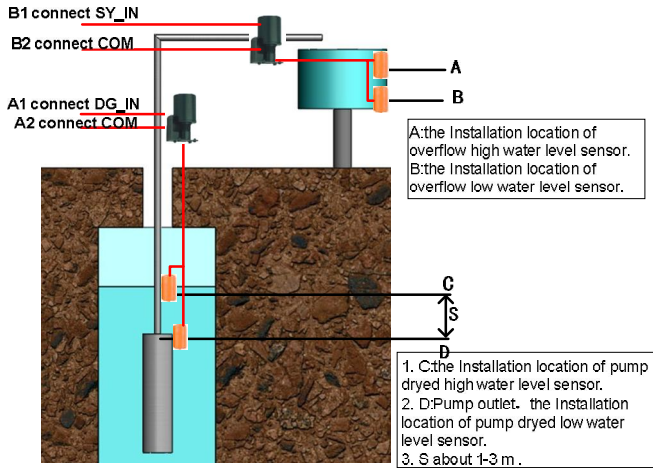 B1 connect SY_IN
B2 connect COM
A1 connect DG_IN
A2 connect COM
A
B
A:the Installation location of
overflow high water level sensor.
B:the Installation location of
overflow low water level sensor.
C
S
D
1. C:the Installation location of pump
dryed high water level sensor.
2. D:Pump outlet- the Installation
location of pump dryed low water
level sensor.
3. S about 1-3 m .